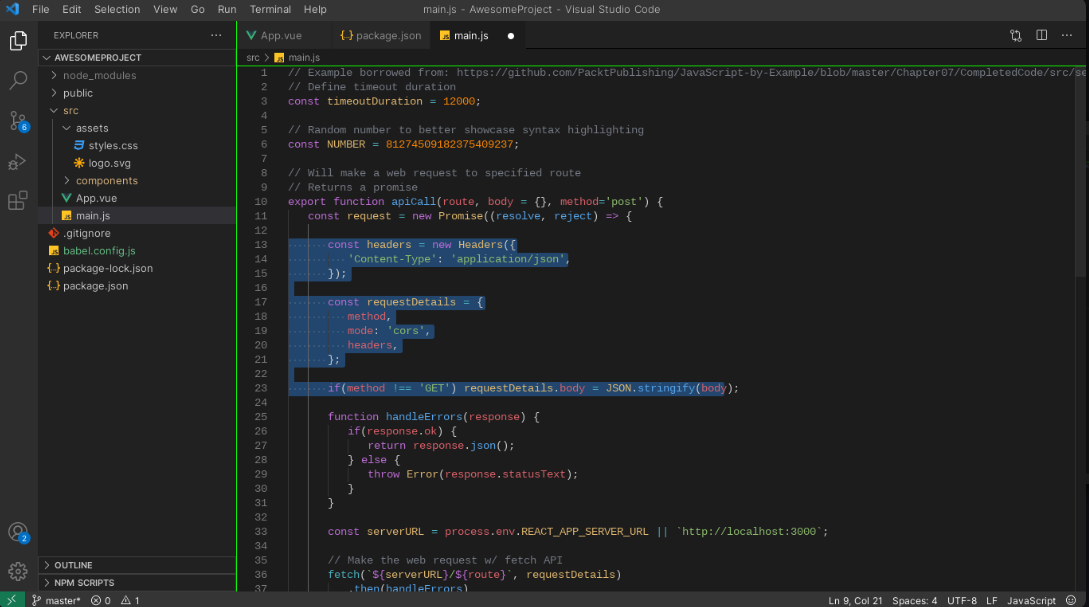 File Edit Selection View Go Run Terminal Help
main.js - AwesomeProject - Visual Studio Code
EXPLORER
AWESOMEPROJECT
node_modules
public
src
assets
styles.css
logo.svg
components
App.vue
main.js
.gitignore
babel.config.js
package-lock.json
package.json
OUTLINE
NPM SCRIPTS
6
2
App.vue package.json main.js
src > main.js
1 // Example borrowed from: https://github.com/PacktPublishing/JavaScript-by-Example/blob/master/Chapter07/CompletedCode/src/se
2 // Define timeout duration
3 const timeoutDuration = 12000;
4
5 // Random number to better showcase syntax highlighting
6 const NUMBER = 81274509182375409237;
7
8 // Will make a web request to specified route
9 // Returns a promise
10 export function apiCall(route, body = {}, method='post') {
11 const request = new Promise((resolve, reject) => {
12
13 const headers = new Headers({
14 'Content-Type': 'application/json',
15 });
16
17 const requestDetails = {
18 method,
19 mode: 'cors',
20 headers,
21 };
22
23 if(method !== 'GET') requestDetails.body = JSON.stringify(body);
24
25 function handleErrors(response) {
26 if(response.ok) {
27 return response.json();
28 } else {
29 throw Error(response.statusText);
30 }
31 }
32
33 const serverURL = process.env.REACT_APP_SERVER_URL || `http://localhost:3000`;
34
35 // Make the web request w/ fetch API
36 fetch(`${serverURL}/${route}`, requestDetails)
37 .then(handleErrors)
master* 0 1
Ln 9, Col 21 Spaces: 4 UTF-8 LF JavaScript